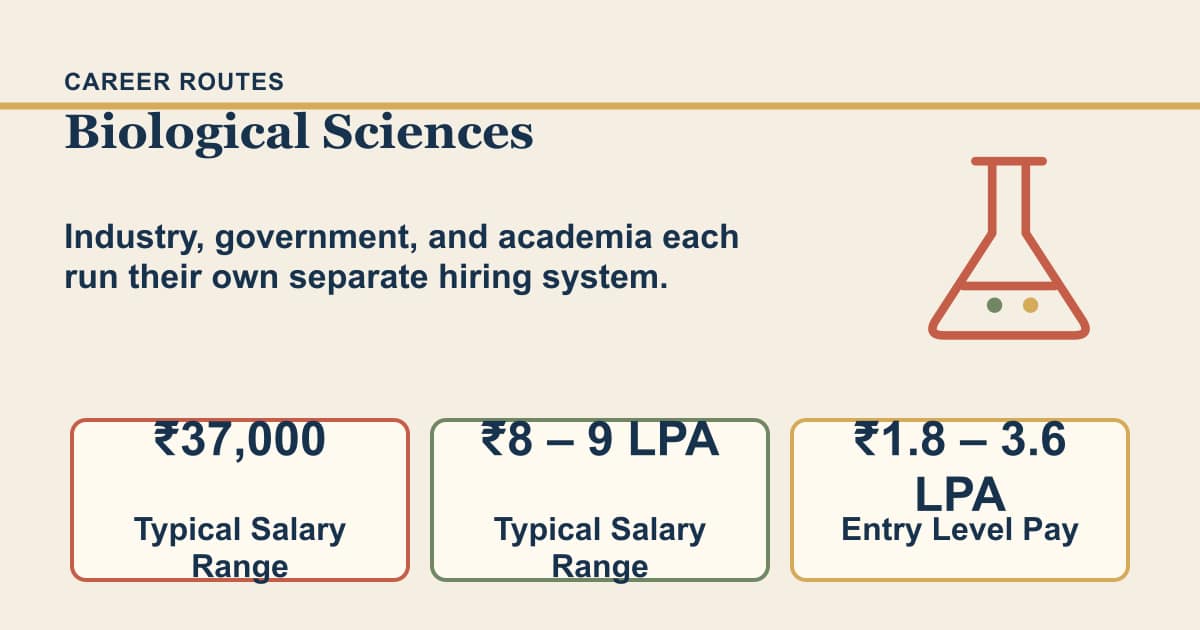 CAREER ROUTES
Biological Sciences
Industry, government, and academia each
run their own separate hiring system.
₹37,000
Typical Salary
Range
₹8 – 9 LPA
Typical Salary
Range
₹1.8 – 3.6
LPA
Entry Level Pay